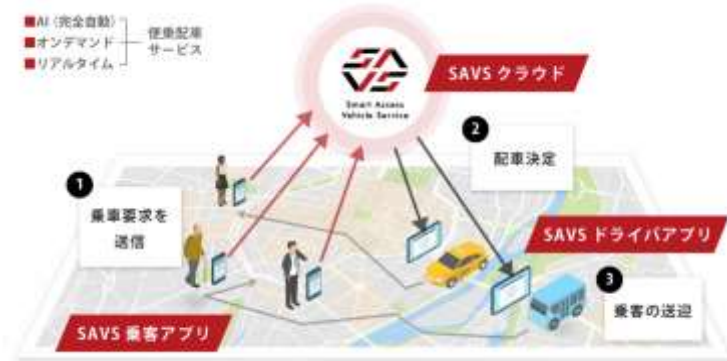 ■AI（完全自動）
■オンデマンド
■リアルタイム
便乗配車
サービス
SAVS
Smart Access
Vehicle Service
SAVS クラウド
2
配車決定
1
乗車要求を
送信
SAVS ドライバアプリ
3
乗客の送迎
SAVS 乗客アプリ